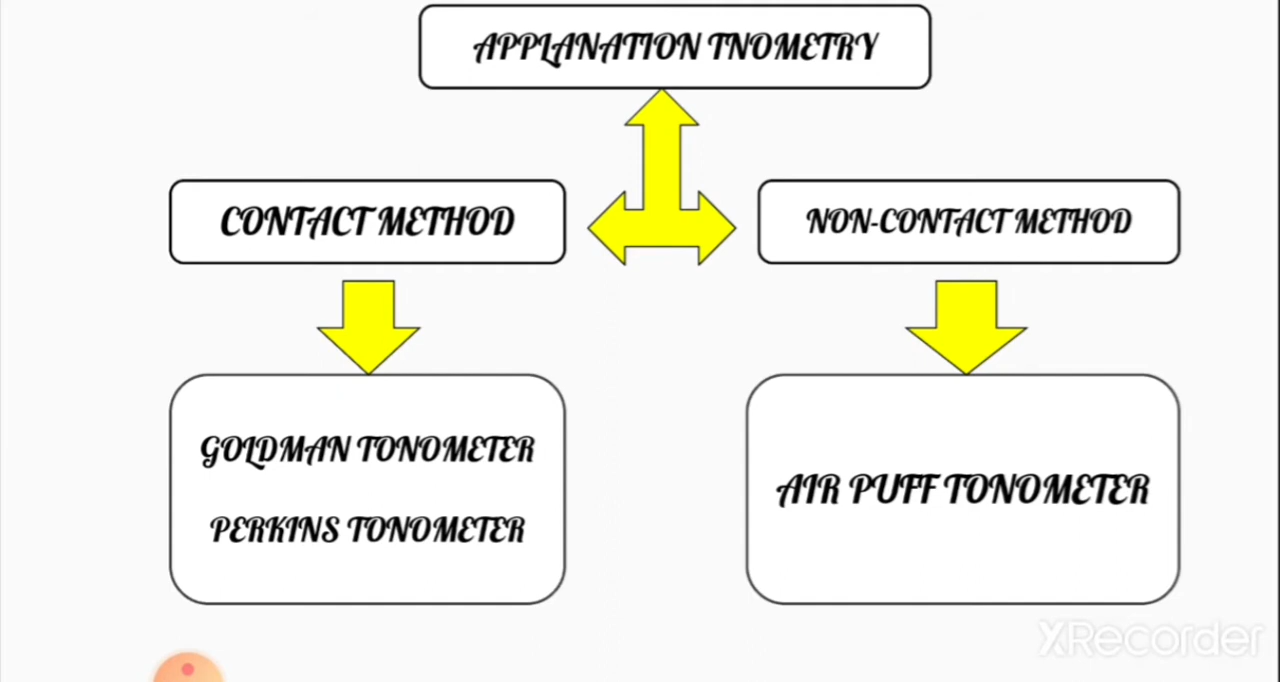 APPLANATION TNOMETRY
CONTACT METHOD
NON-CONTACT METHOD
GOLDMAN TONOMETER
PERKINS TONOMETER
AIR PUFF TONOMETER
XRecorder